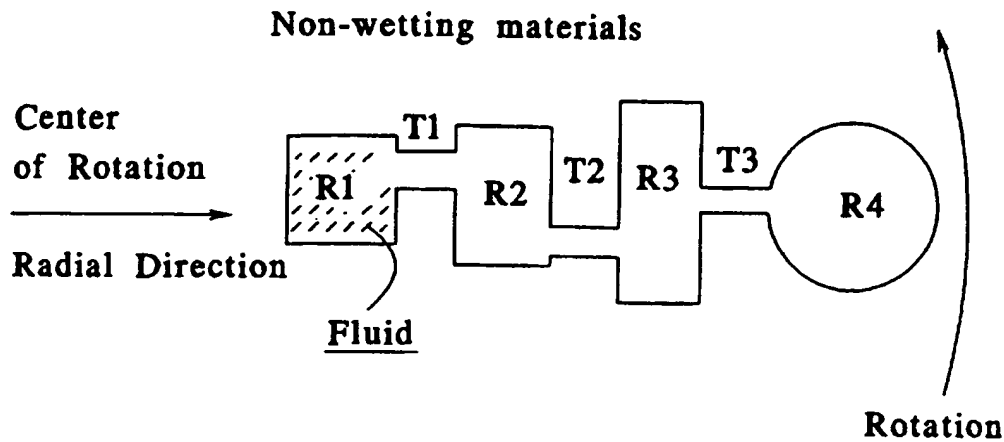 Non-wetting materials
Center
of Rotation
Radial Direction
T1
T2
T3
R1
R2
R3
R4
Fluid
Rotation